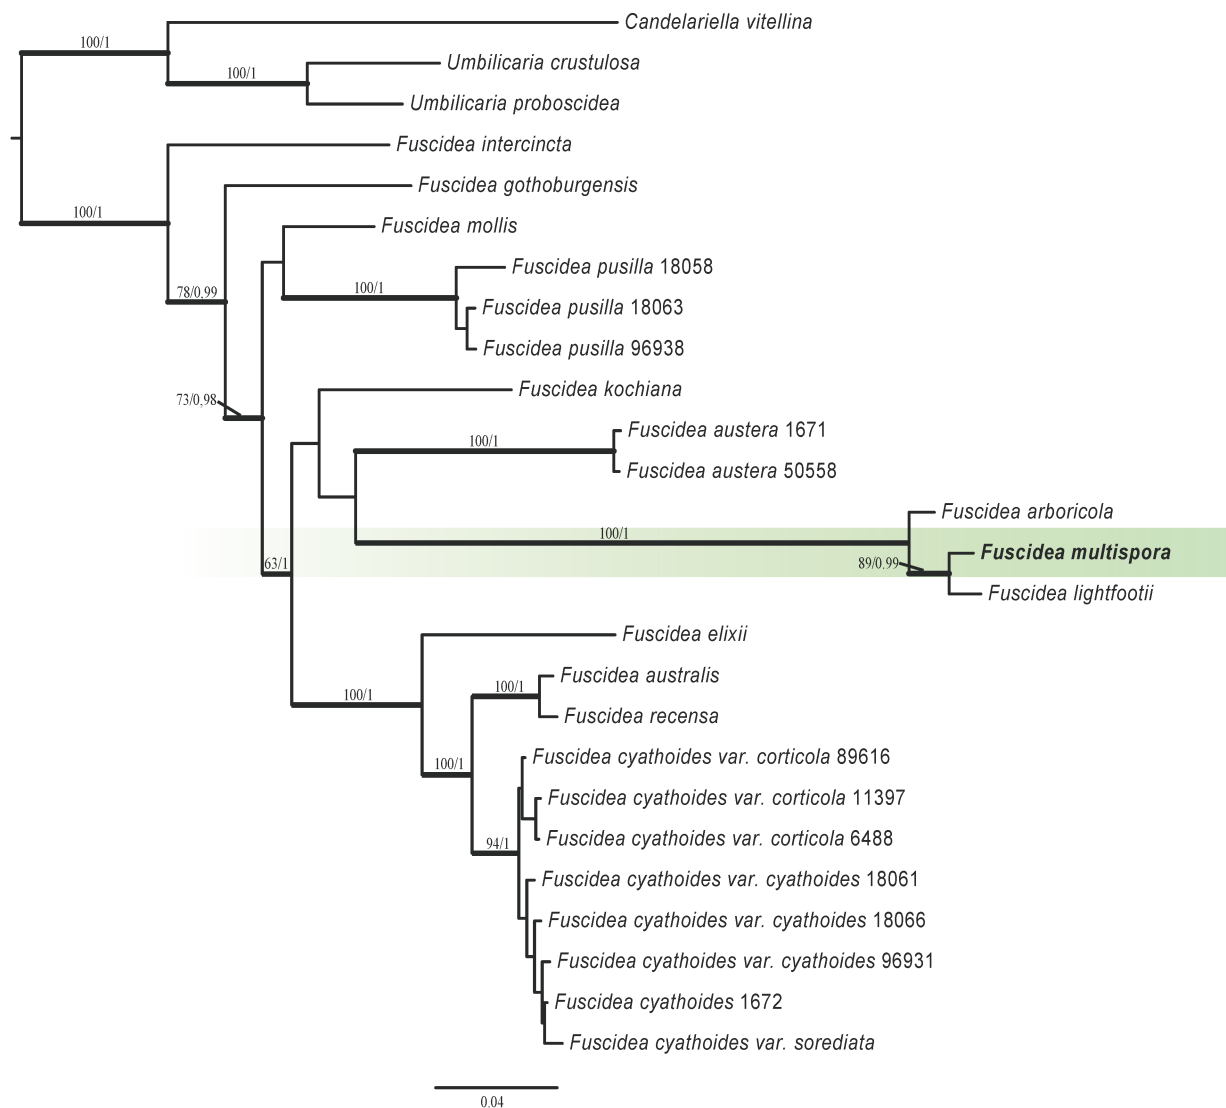 Candelariella vitellina
100/1
Umbilicaria crustulosa
100/1
Umbilicaria proboscidea
Fuscidea intercincta
Fuscidea gothoburgensis
100/1
Fuscidea mollis
Fuscidea pusilla 18058
100/1
78/0,99
Fuscidea pusilla 18063
Fuscidea pusilla 96938
Fuscidea kochiana
73/0,98
Fuscidea austera 1671
100/1
Fuscidea austera 50558
Fuscidea arboricola
100/1
Fuscidea multispora
63/1
89/0.99
Fuscidea lightfootii
Fuscidea elixii
Fuscidea australis
100/1
100/1
Fuscidea recensa
Fuscidea cyathoides var. corticola 89616
100/1
Fuscidea cyathoides var. corticola 11397
Fuscidea cyathoides var. corticola 6488
94/1
Fuscidea cyathoides var. cyathoides 18061
Fuscidea cyathoides var. cyathoides 18066
Fuscidea cyathoides var. cyathoides 96931
Fuscidea cyathoides 1672
Fuscidea cyathoides var. sorediata
0.04